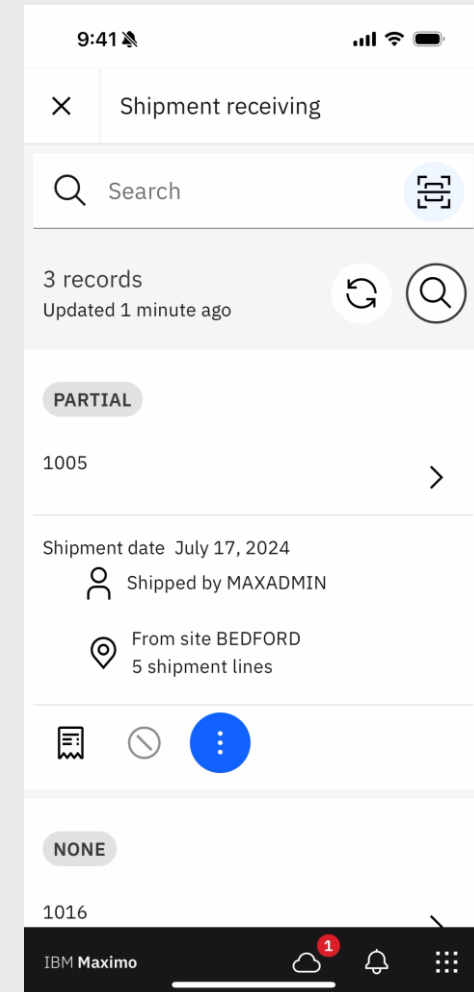 9:41
Shipment receiving
Search
3 records
Updated 1 minute ago
PARTIAL
1005
Shipment date July 17, 2024
Shipped by MAXADMIN
From site BEDFORD
5 shipment lines
NONE
1016
IBM Maximo
1